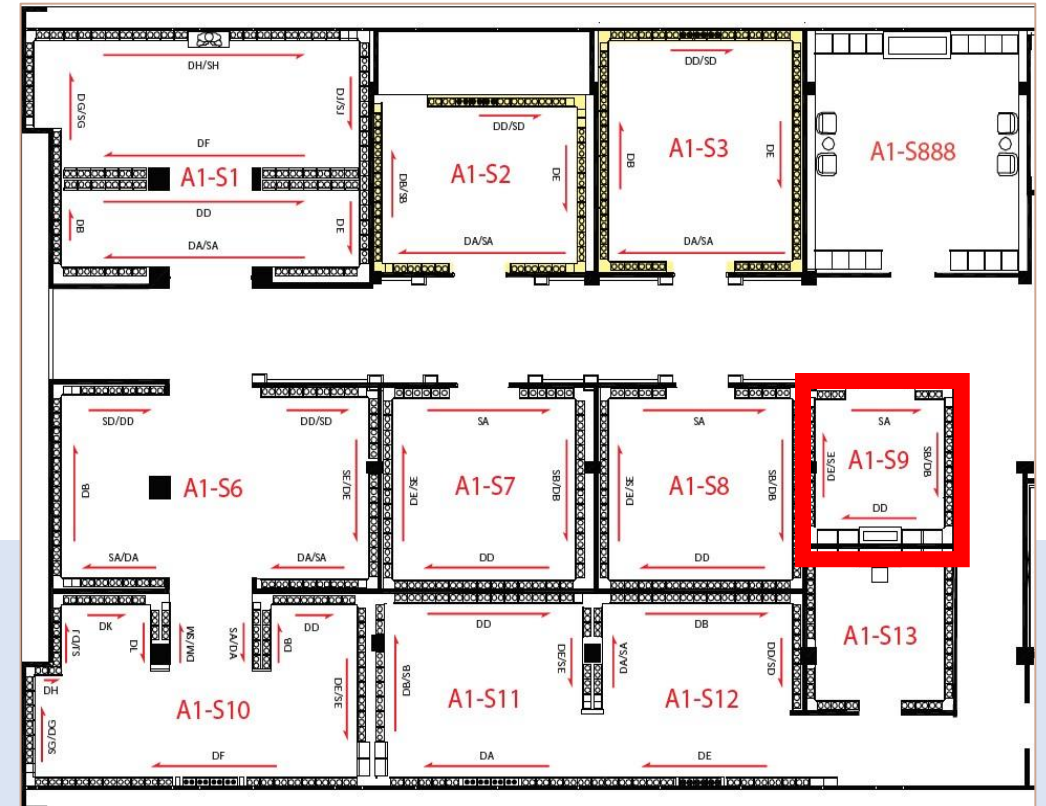 DH/SH
DG/SG
DJ/SJ
DF
A1-S1
DD
DB
DE
DA/SA
DD/SD
A1-S2
DB/SB
DE
DA/SA
DD/SD
DB
A1-S3
DE
DA/SA
A1-S888
SD/DD
DD/SD
DB
A1-S6
SE/DE
SA/DA
DA/SA
SA
DE/SE
A1-S7
SB/DB
DD
SA
DE/SE
A1-S8
SB/DB
DD
SA
DE/SE
A1-S9
SB/DB
DD
A1-S13
DK
DJ/SJ
DL
DM/SM
SA/DA
DB
DD
DH
SG/DG
A1-S10
DE/SE
DF
DD
DB/SB
A1-S11
DE/SE
DA
DB
DA/SA
A1-S12
DD/SD
DE